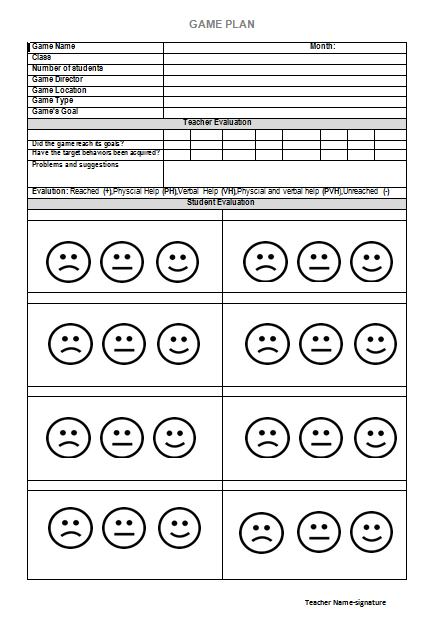 GAME PLAN
Game Name Month:
Class
Number of students
Game Director
Game Location
Game Type
Game's Goal
Teacher Evaluation
Did the game reach its goals?
Have the target behaviors been acquired?
Problems and suggestions
Evalution: Reached (+),Physcial Help (PH),Verbal Help (VH),Physcial and verbal help (PVH),Unreached (-)
Student Evaluation
Teacher Name-signature